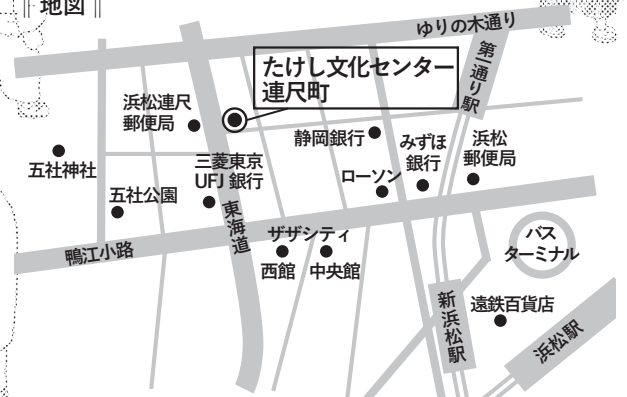 地図
ゆりの木通り
第一通り駅
たけし文化センター
連尺町
浜松連尺
郵便局
静岡銀行
みずほ
銀行
浜松
郵便局
五社神社
三菱東京
UFJ 銀行
ローソン
五社公園
東海道
ザザシティ
西館
中央館
鴨江小路
バス
ターミナル
新浜松駅
遠鉄百貨店
浜松駅